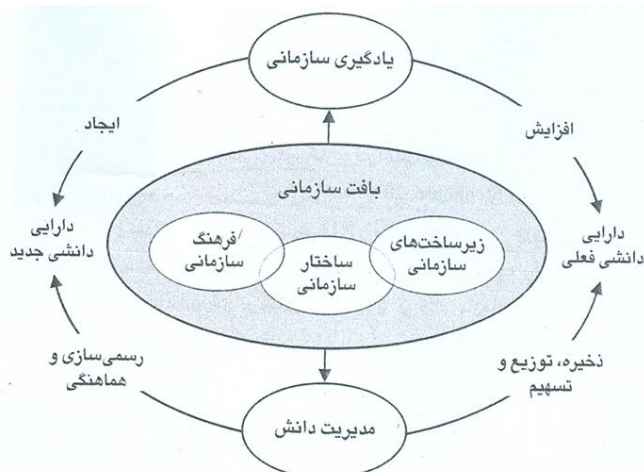 یادگیری سازمانی
ایجاد
افزایش
بافت سازمانی
دارایی
دانشی جدید
فرهنگ
سازمانی
ساختار
سازمانی
زیرساخت‌های
سازمانی
دارایی
دانشی فعلی
رسمی‌سازی و
هماهنگی
ذخیره، توزیع و
تسهیم
مدیریت دانش